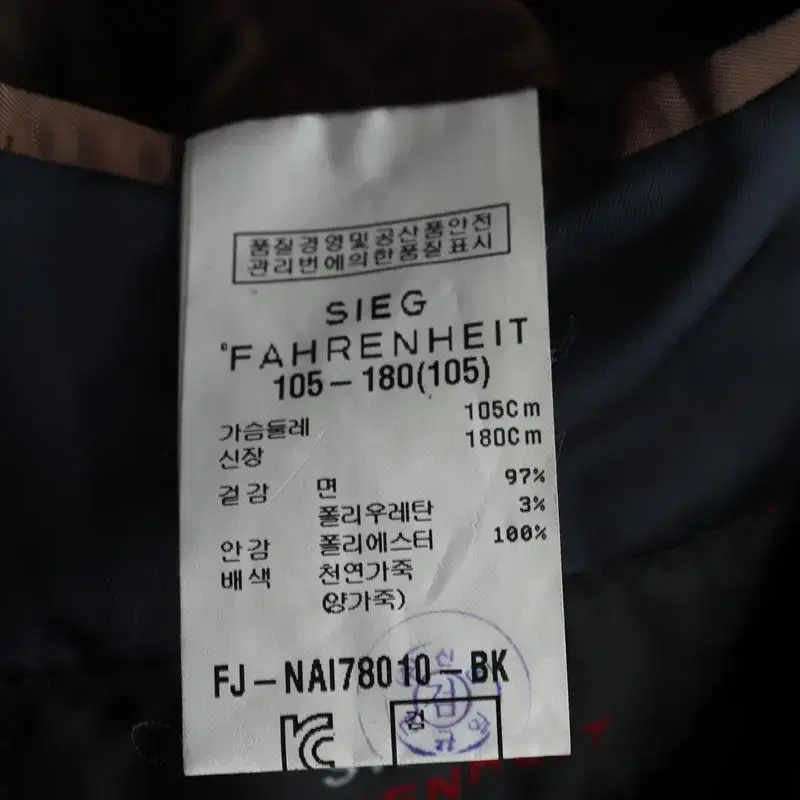 품질경영및공산품안전
관리번에의한품질표시
SIEG
°FAHRENHEIT
105-180(105)
가슴둘레 105Cm
신장 180Cm
겉감 면 97%
폴리우레탄 3%
안감 폴리에스터 100%
배색 천연가죽
(양가죽)
FJ-NAI78010-BK
검